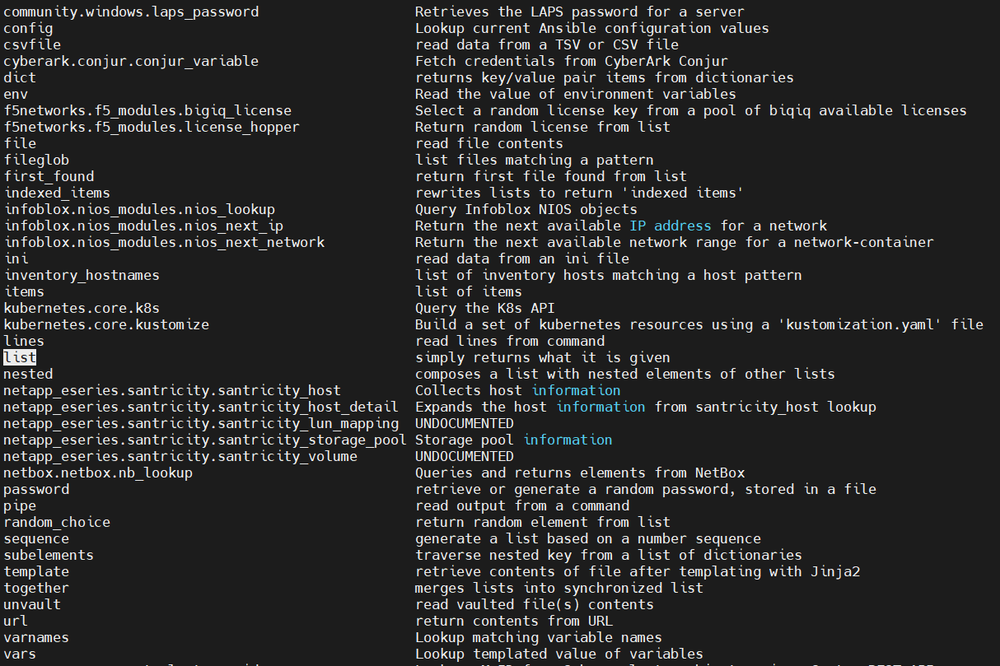 community.windows.laps_password Retrieves the LAPS password for a server
config Lookup current Ansible configuration values
csvfile read data from a TSV or CSV file
cyberark.conjur.conjur_variable Fetch credentials from CyberArk Conjur
dict returns key/value pair items from dictionaries
env Read the value of environment variables
f5networks.f5_modules.bigiq_license Select a random license key from a pool of biqiq available licenses
f5networks.f5_modules.license_hopper Return random license from list
file read file contents
fileglob list files matching a pattern
first_found return first file found from list
indexed_items rewrites lists to return 'indexed items'
infoblox.nios_modules.nios_lookup Query Infoblox NIOS objects
infoblox.nios_modules.nios_next_ip Return the next available IP address for a network
infoblox.nios_modules.nios_next_network Return the next available network range for a network-container
ini read data from an ini file
inventory_hostnames list of inventory hosts matching a host pattern
items list of items
kubernetes.core.k8s Query the K8s API
kubernetes.core.kustomize Build a set of kubernetes resources using a 'kustomization.yaml' file
lines read lines from command
list simply returns what it is given
nested composes a list with nested elements of other lists
netapp_eseries.santricity.santricity_host Collects host information
netapp_eseries.santricity.santricity_host_detail Expands the host information from santricity_host lookup
netapp_eseries.santricity.santricity_lun_mapping UNDOCUMENTED
netapp_eseries.santricity.santricity_storage_pool Storage pool information
netapp_eseries.santricity.santricity_volume UNDOCUMENTED
netbox.netbox.nb_lookup Queries and returns elements from NetBox
password retrieve or generate a random password, stored in a file
pipe read output from a command
random_choice return random element from list
sequence generate a list based on a number sequence
subelements traverse nested key from a list of dictionaries
template retrieve contents of file after templating with Jinja2
together merges lists into synchronized list
unvault read vaulted file(s) contents
url return contents from URL
varnames Lookup matching variable names
vars Lookup templated value of variables